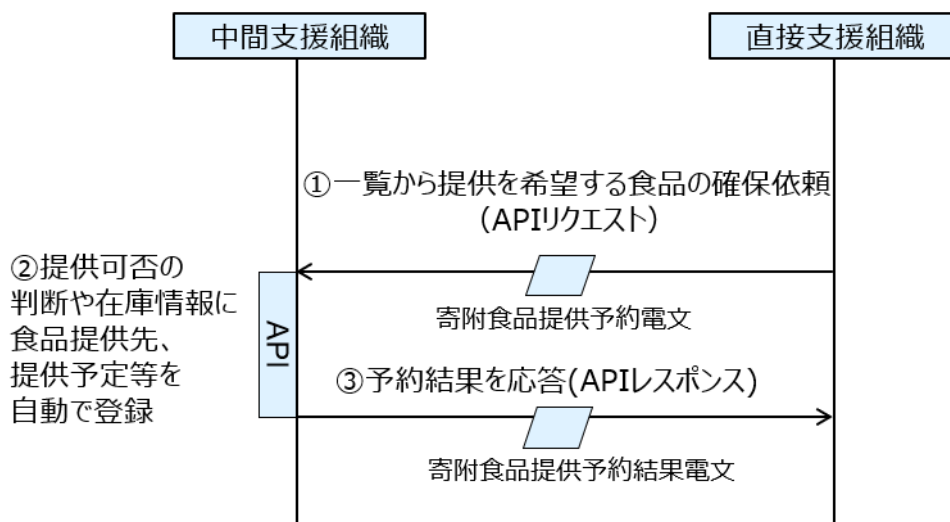 中間支援組織
直接支援組織
①一覧から提供を希望する食品の確保依頼
（APIリクエスト）
②提供可否の
判断や在庫情報に
食品提供先、
提供予定等を
自動で登録
API
寄附食品提供予約電文
③予約結果を応答(APIレスポンス)
寄附食品提供予約結果電文